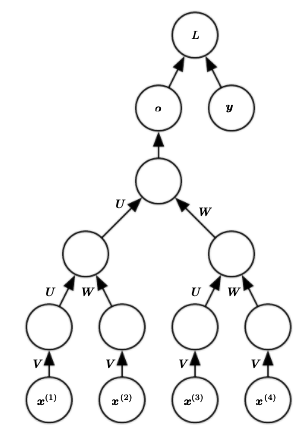 L
o y
U W
U W U W
V V V V
x^(1) x^(2) x^(3) x^(4)